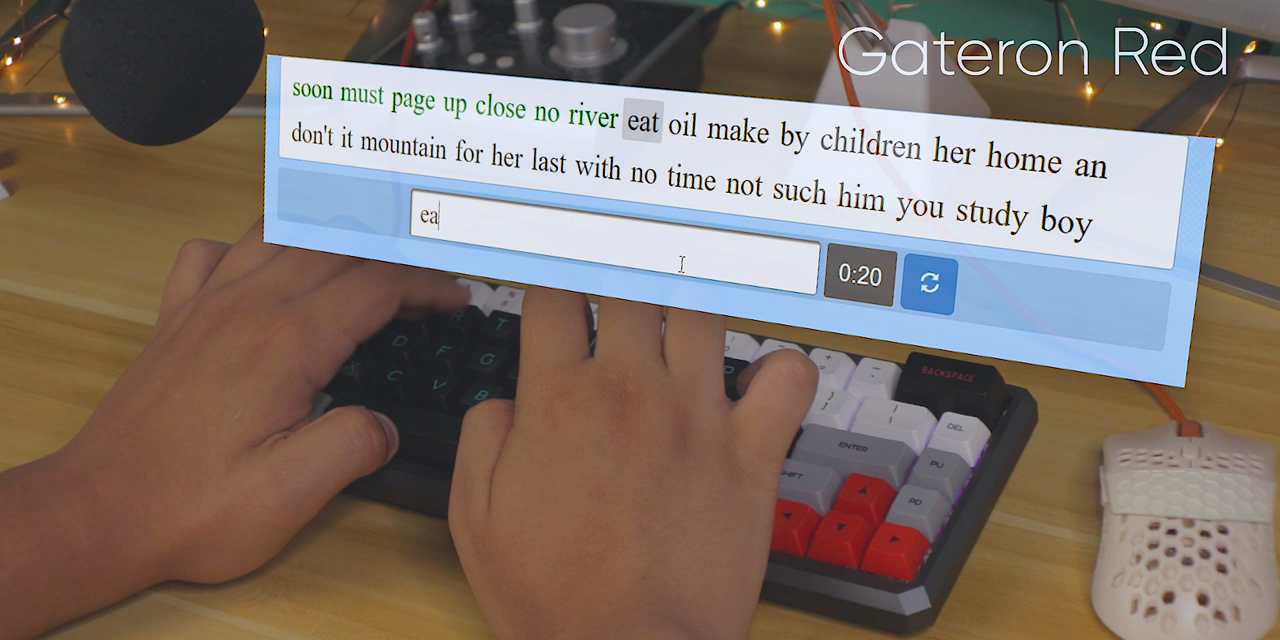 Gateron Red
soon must page up close no river eat oil make by children her home an
don't it mountain for her last with no time not such him you study boy
ea
0:20
R T
D F G
X C V B
P
BACKSPACE
DEL
ENTER
PU
PD